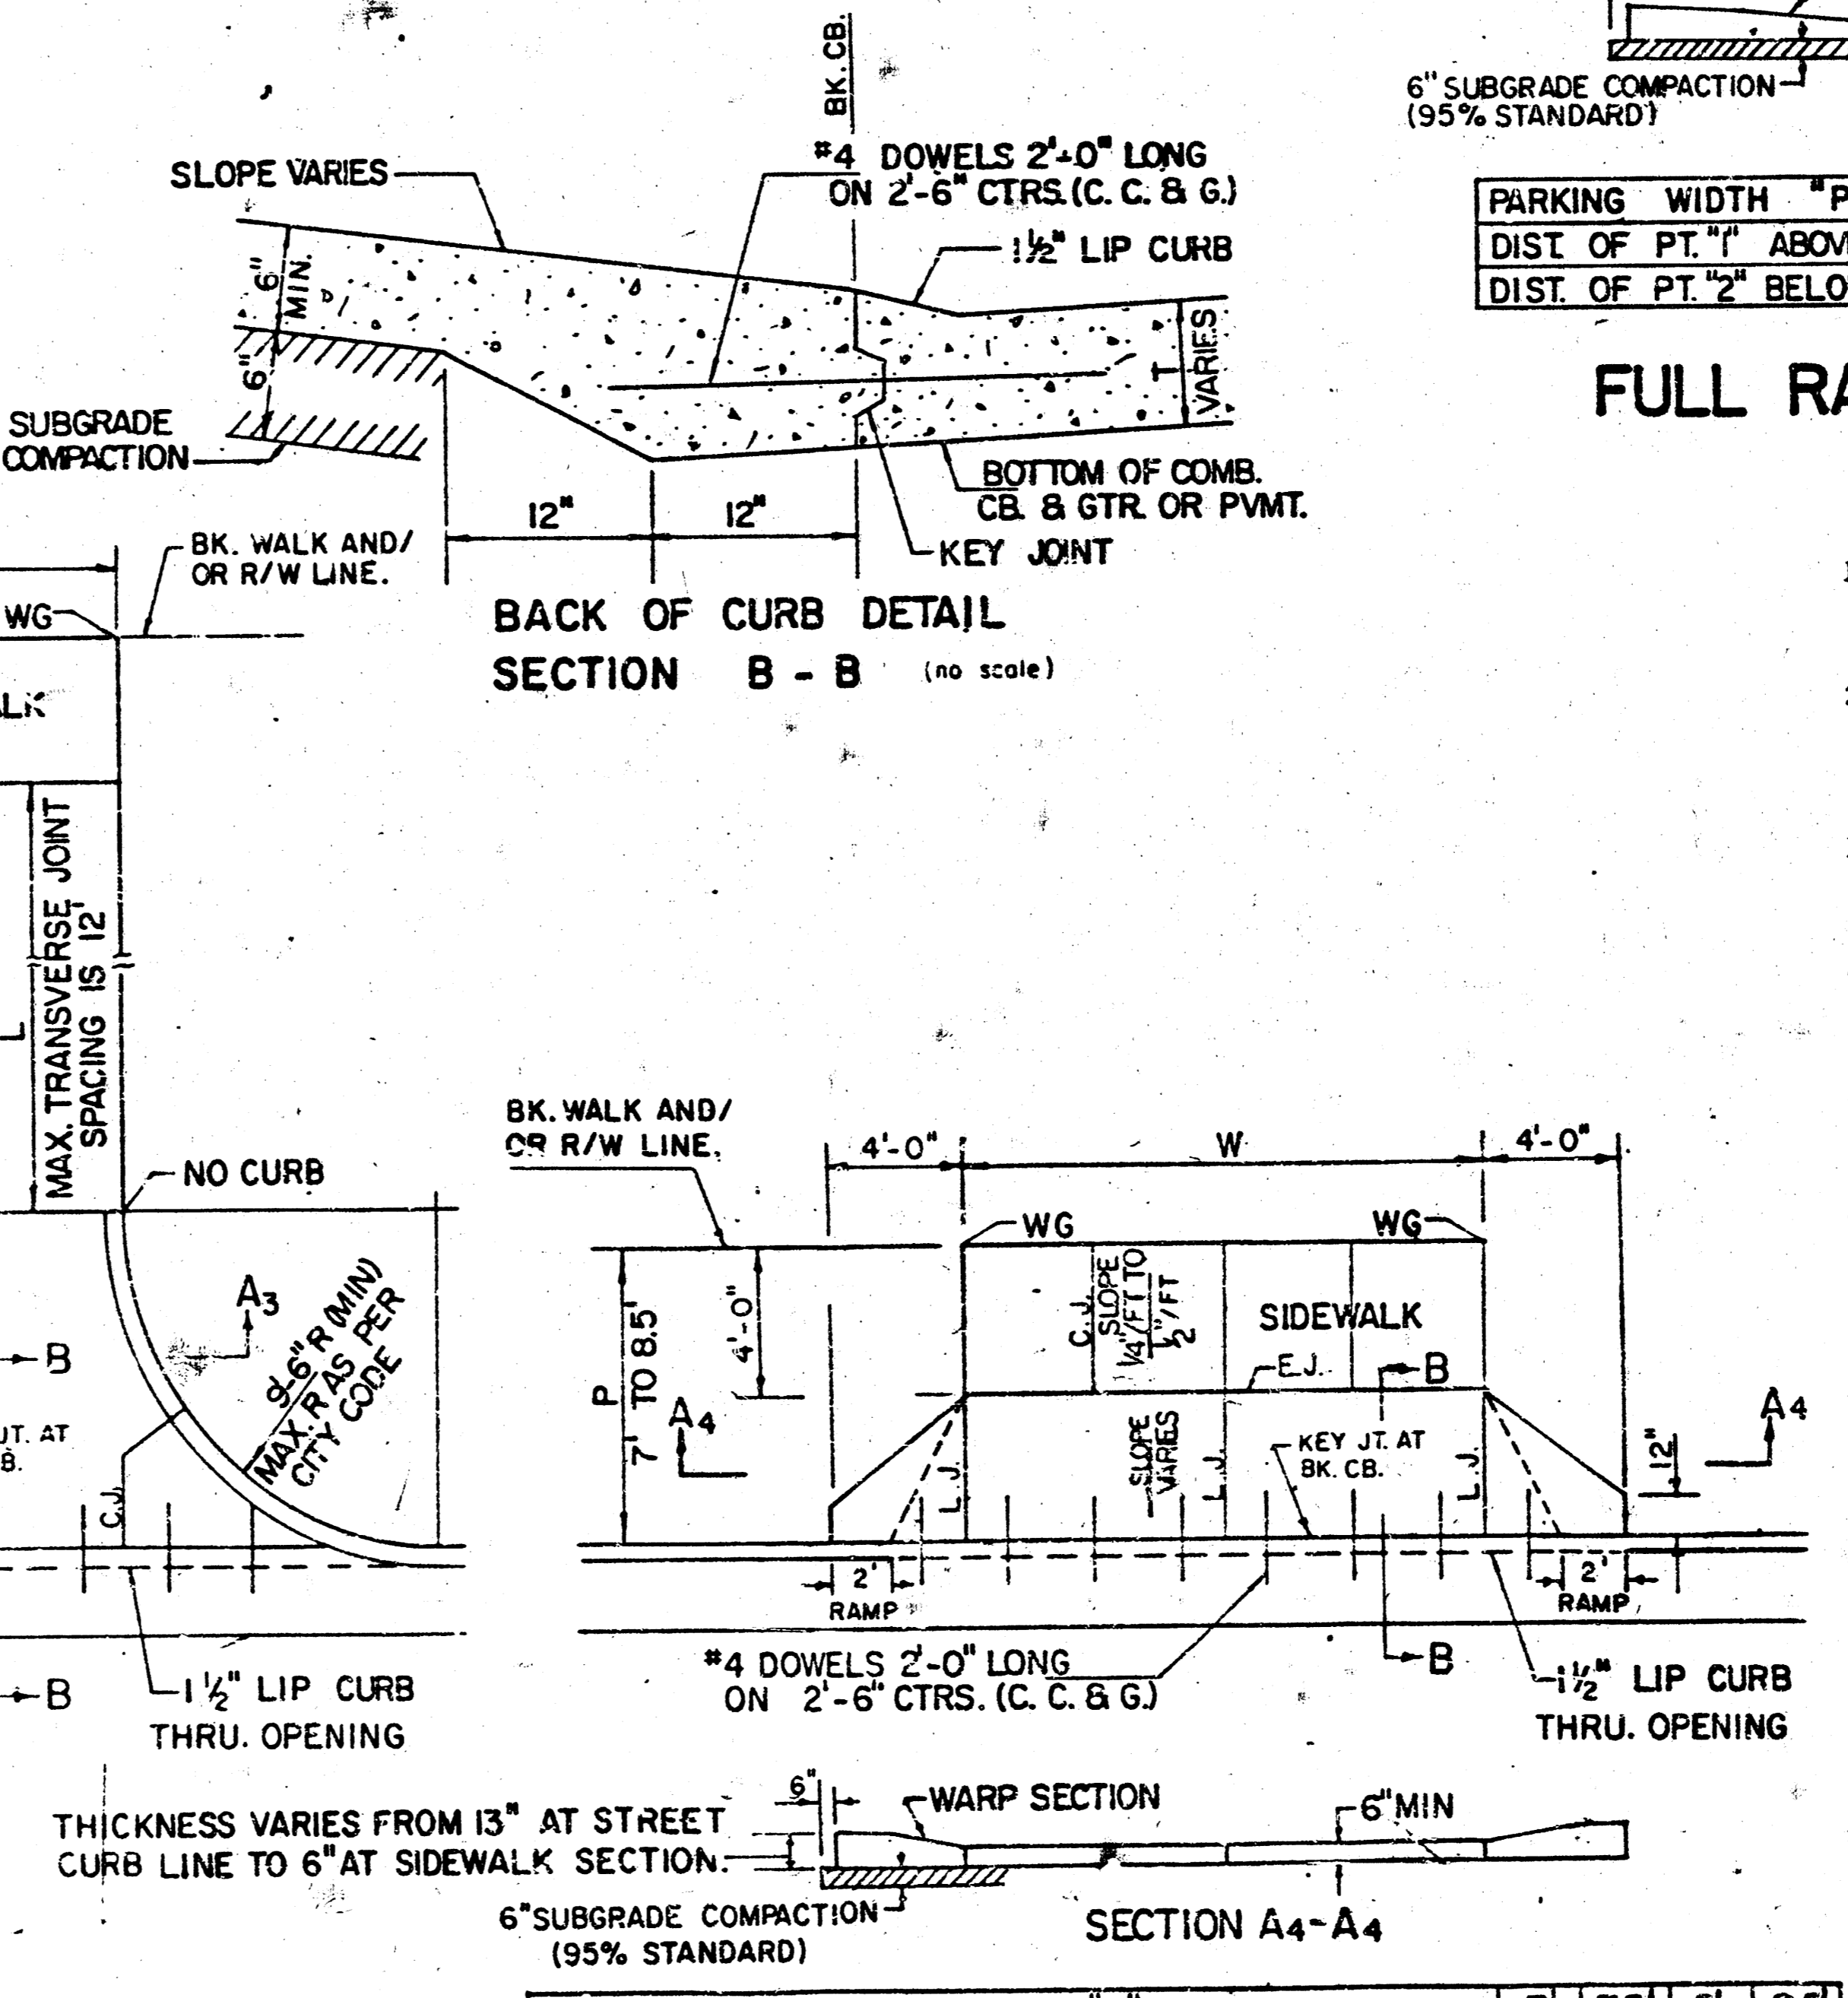 BK. CB.
6" SUBGRADE COMPACTION
(95% STANDARD)
SLOPE VARIES
#4 DOWELS 2'-0" LONG
ON 2'-6" CTRS. (C. C. & G.)
1½" LIP CURB
6"
MIN.
6"
SUBGRADE
COMPACTION
T
VARIES
12"
12"
BOTTOM OF COMB.
CB. & GTR. OR PVMT.
KEY JOINT
BACK OF CURB DETAIL
SECTION B - B (no scale)
PARKING WIDTH
DIST. OF PT. "1"
DIST. OF PT. "2"
FULL
BK. WALK AND/
OR R/W LINE.
WG
L
MAX. TRANSVERSE JOINT
SPACING IS 12'
NO CURB
A3
9'-6" R (MIN)
MAX. R AS PER
CITY CODE
B
JT. AT
C.J.
B
1½" LIP CURB
THRU. OPENING
BK. WALK AND/
OR R/W LINE.
4'-0"
W
4'-0"
WG
WG
P
7' TO 8.5'
4'-0"
C.J.
SLOPE
¼"/FT TO
½"/FT
SIDEWALK
E.J.
B
A4
A4
L.J.
SLOPE
VARIES
L.J.
KEY JT. AT
BK. CB.
L.J.
12"
2'
RAMP
2'
RAMP
#4 DOWELS 2'-0" LONG
ON 2'-6" CTRS. (C. C. & G.)
B
1½" LIP CURB
THRU. OPENING
THICKNESS VARIES FROM 13" AT STREET
CURB LINE TO 6" AT SIDEWALK SECTION.
6"
WARP SECTION
6" MIN
6" SUBGRADE COMPACTION
(95% STANDARD)
SECTION A4-A4